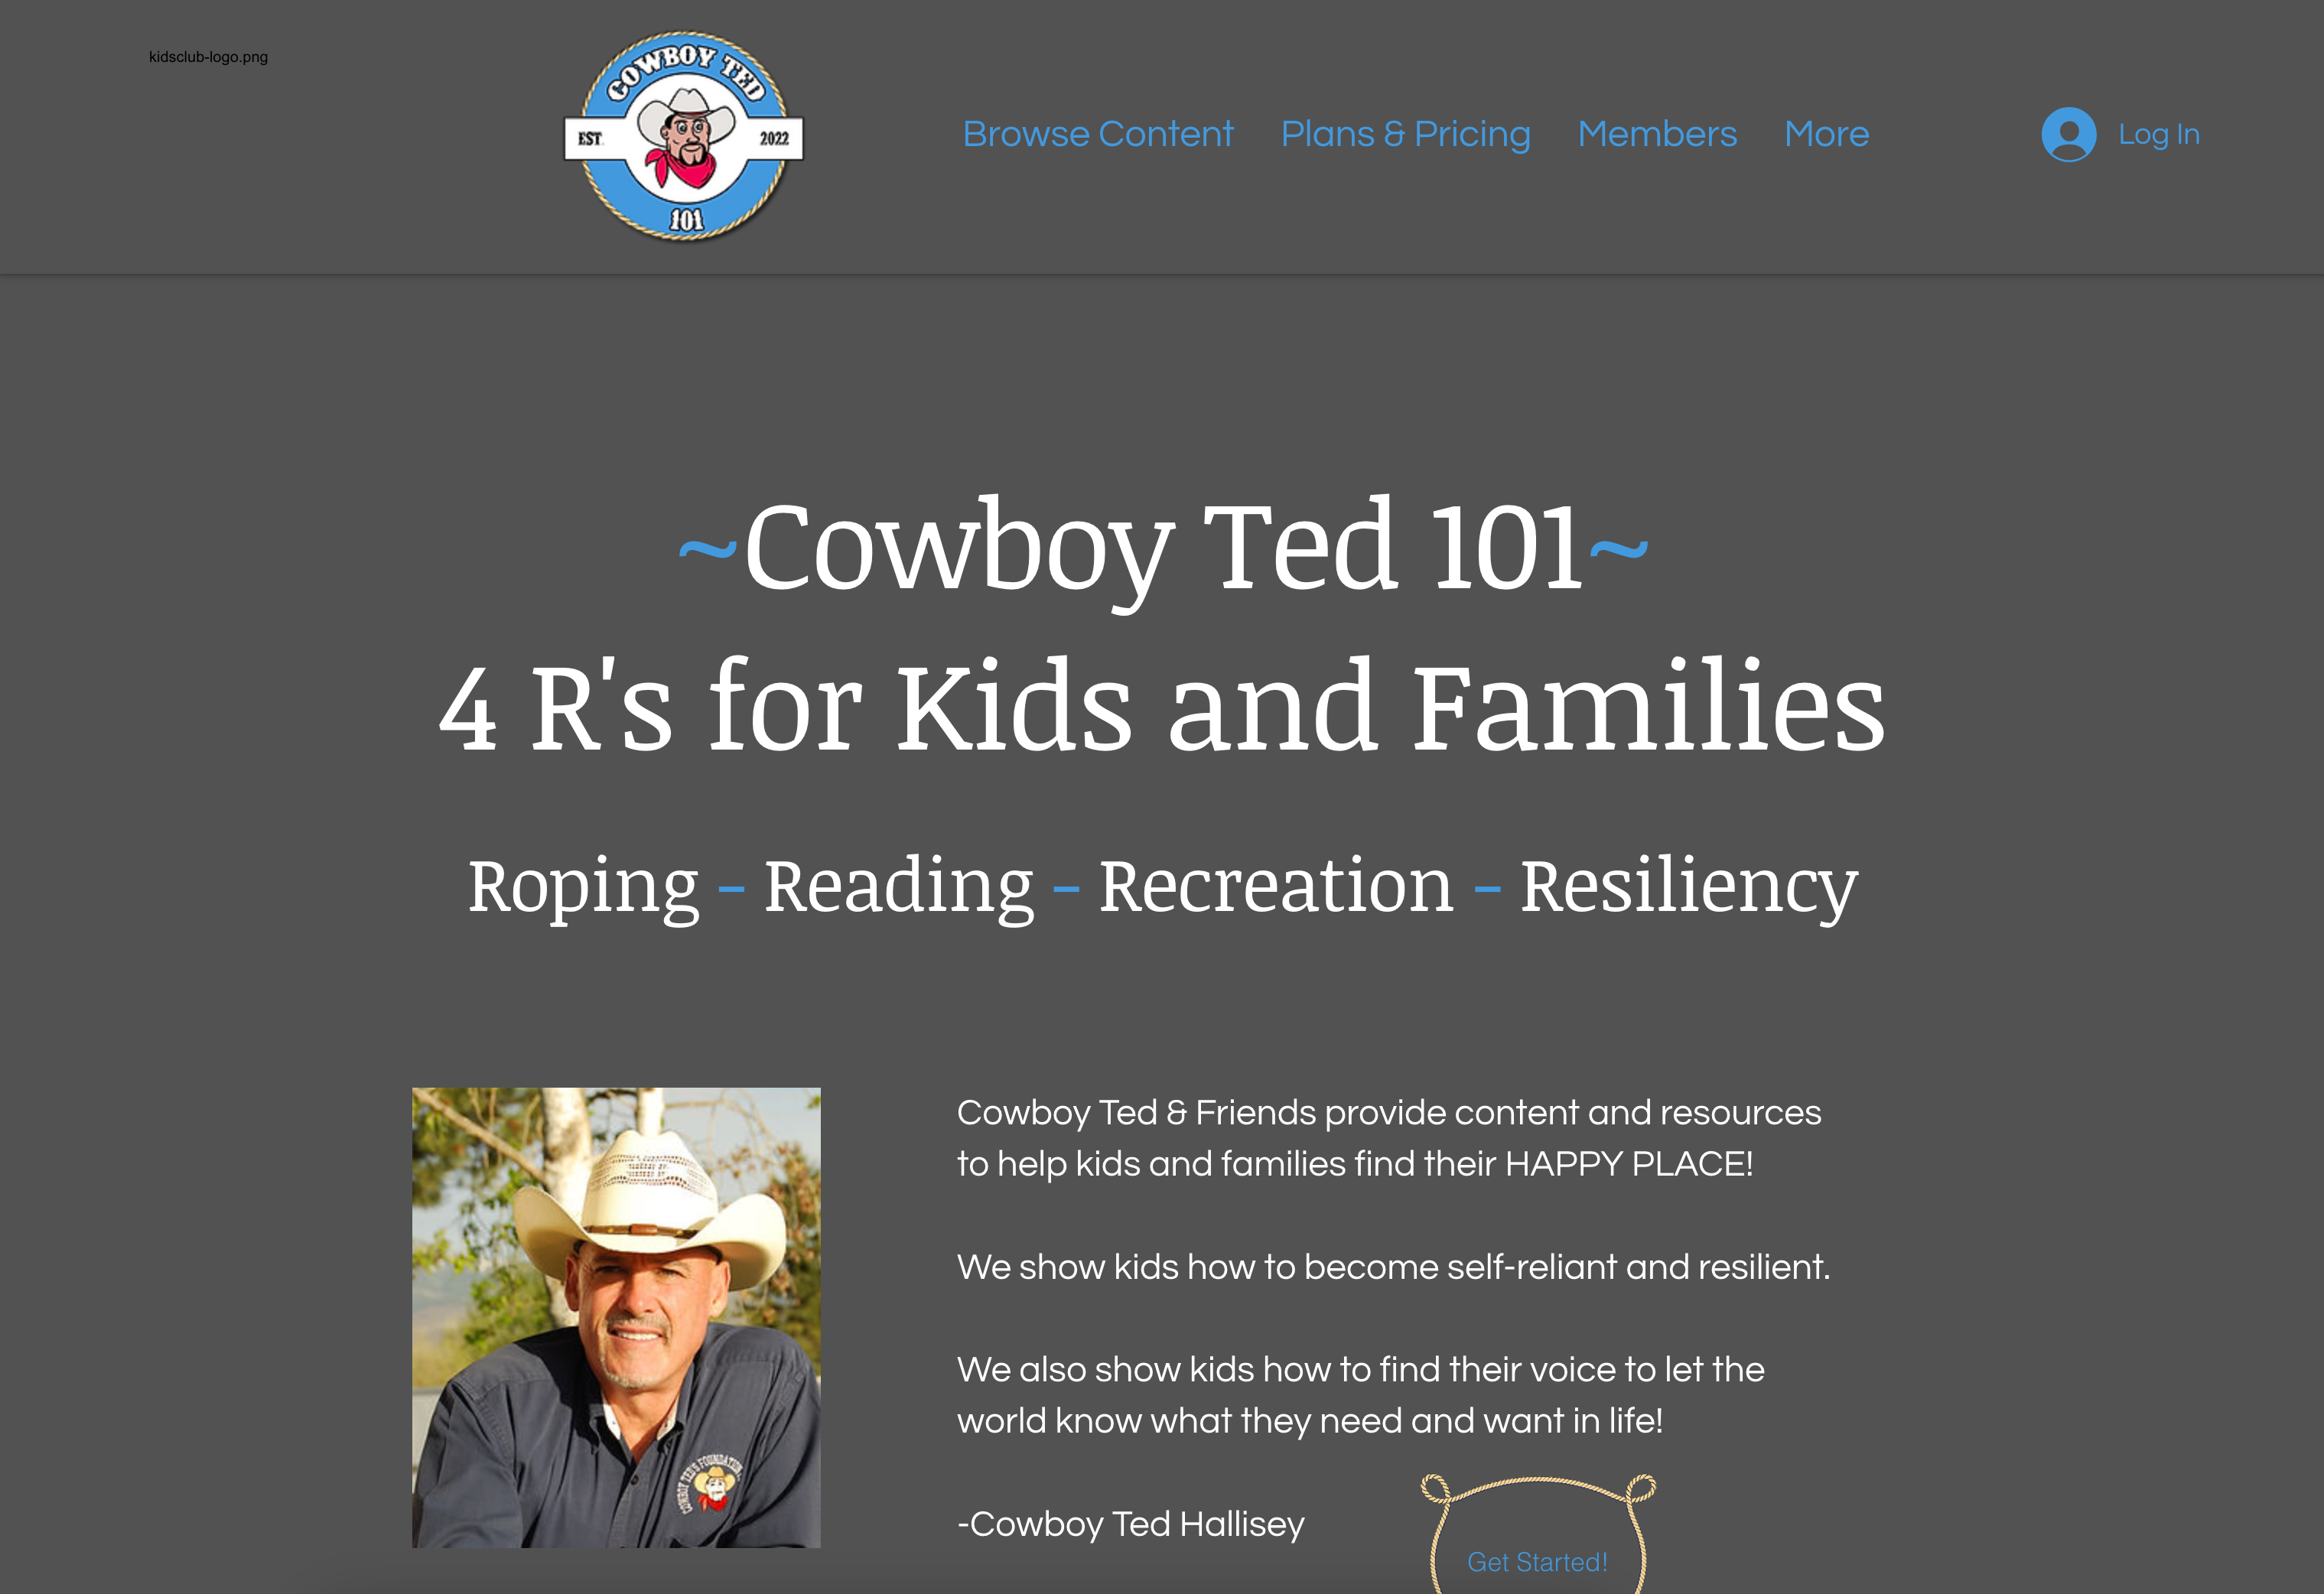 kidsclub-logo.png
COWBOY TED
EST. 2022
101
Browse Content Plans & Pricing Members More Log In
~Cowboy Ted 101~
4 R's for Kids and Families
Roping - Reading - Recreation - Resiliency
Cowboy Ted & Friends provide content and resources
to help kids and families find their HAPPY PLACE!
We show kids how to become self-reliant and resilient.
We also show kids how to find their voice to let the
world know what they need and want in life!
-Cowboy Ted Hallisey
COWBOY TED'S FOUNDATION
Get Started!